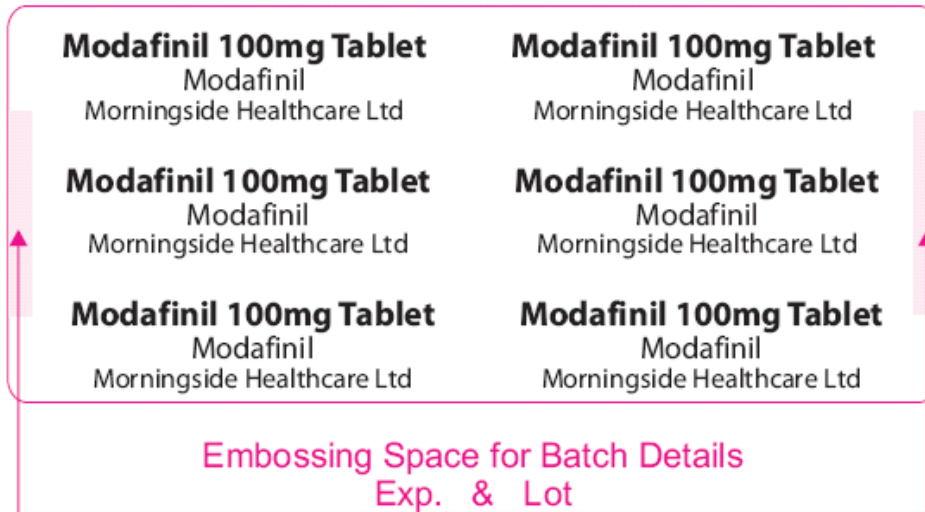 Modafinil 100mg Tablet
Modafinil
Morningside Healthcare Ltd
Modafinil 100mg Tablet
Modafinil
Morningside Healthcare Ltd
Modafinil 100mg Tablet
Modafinil
Morningside Healthcare Ltd
Modafinil 100mg Tablet
Modafinil
Morningside Healthcare Ltd
Modafinil 100mg Tablet
Modafinil
Morningside Healthcare Ltd
Modafinil 100mg Tablet
Modafinil
Morningside Healthcare Ltd
Embossing Space for Batch Details
Exp. & Lot